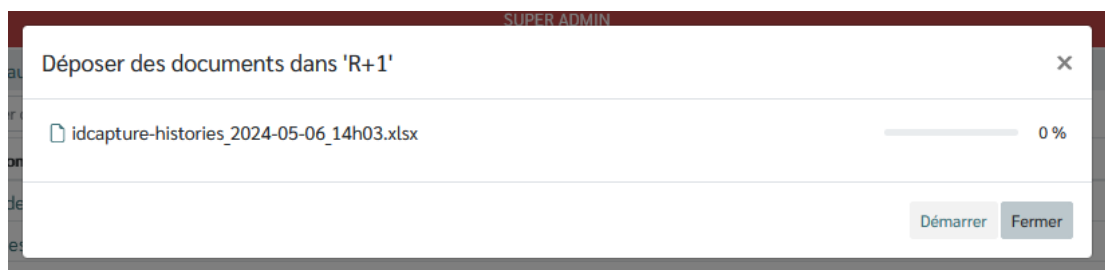 SUPER ADMIN
Déposer des documents dans 'R+1'
×
idcapture-histories_2024-05-06_14h03.xlsx 0 %
Démarrer Fermer